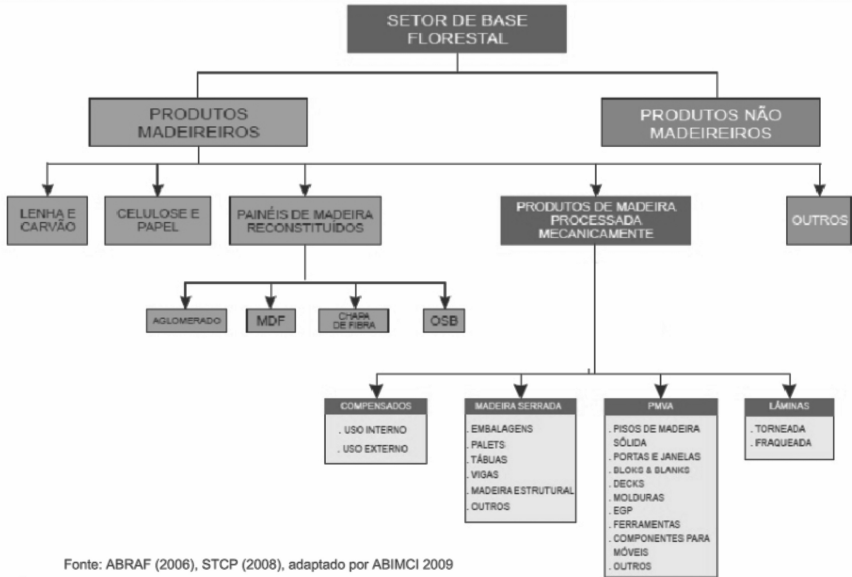 SETOR DE BASE
FLORESTAL
PRODUTOS
MADEIREIROS
PRODUTOS NÃO
MADEIREIROS
LENHA E
CARVÃO
CELULOSE E
PAPEL
PAINÉIS DE MADEIRA
RECONSTITUÍDOS
PRODUTOS DE MADEIRA
PROCESSADA
MECANICAMENTE
OUTROS
AGLOMERADO
MDF
CHAPA
DE FIBRA
OSB
COMPENSADOS
. USO INTERNO
. USO EXTERNO
MADEIRA SERRADA
. EMBALAGENS
. PALETS
. TÁBUAS
. VIGAS
. MADEIRA ESTRUTURAL
. OUTROS
PMVA
. PISOS DE MADEIRA
SÓLIDA
. PORTAS E JANELAS
. BLOKS & BLANKS
. DECKS
. MOLDURAS
. EGP
. FERRAMENTAS
. COMPONENTES PARA
MÓVEIS
. OUTROS
LÂMINAS
. TORNEADA
. FRAQUEADA
Fonte: ABRAF (2006), STCP (2008), adaptado por ABIMCI 2009